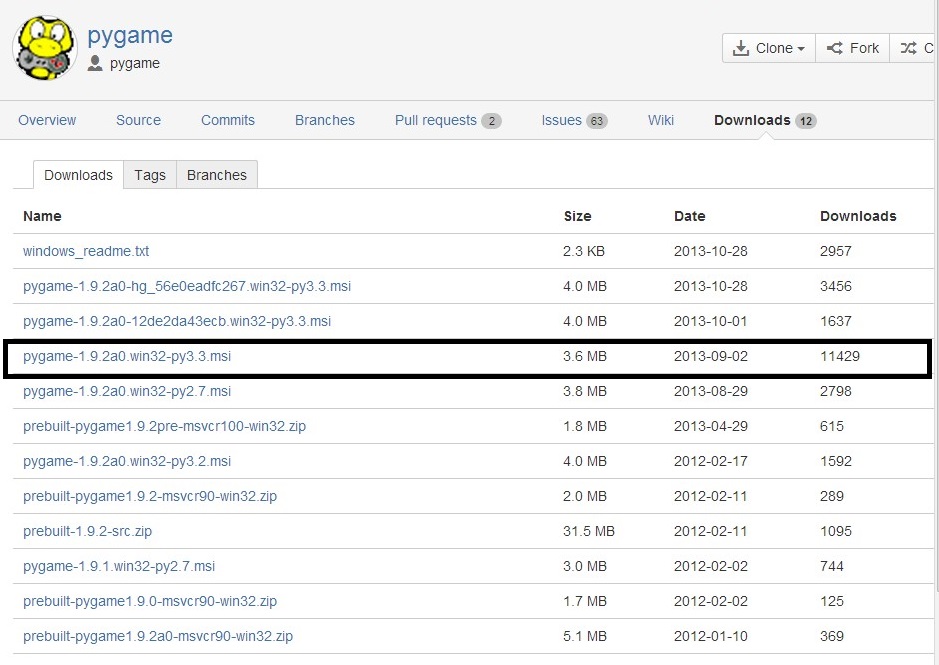 pygame
pygame
Clone Fork C
Overview Source Commits Branches Pull requests 2 Issues 63 Wiki Downloads 12
Downloads Tags Branches
Name Size Date Downloads
windows_readme.txt 2.3 KB 2013-10-28 2957
pygame-1.9.2a0-hg_56e0eadfc267.win32-py3.3.msi 4.0 MB 2013-10-28 3456
pygame-1.9.2a0-12de2da43ecb.win32-py3.3.msi 4.0 MB 2013-10-01 1637
pygame-1.9.2a0.win32-py3.3.msi 3.6 MB 2013-09-02 11429
pygame-1.9.2a0.win32-py2.7.msi 3.8 MB 2013-08-29 2798
prebuilt-pygame1.9.2pre-msvcr100-win32.zip 1.8 MB 2013-04-29 615
pygame-1.9.2a0.win32-py3.2.msi 4.0 MB 2012-02-17 1592
prebuilt-pygame1.9.2-msvcr90-win32.zip 2.0 MB 2012-02-11 289
prebuilt-1.9.2-src.zip 31.5 MB 2012-02-11 1095
pygame-1.9.1.win32-py2.7.msi 3.0 MB 2012-02-02 744
prebuilt-pygame1.9.0-msvcr90-win32.zip 1.7 MB 2012-02-02 125
prebuilt-pygame1.9.2a0-msvcr90-win32.zip 5.1 MB 2012-01-10 369